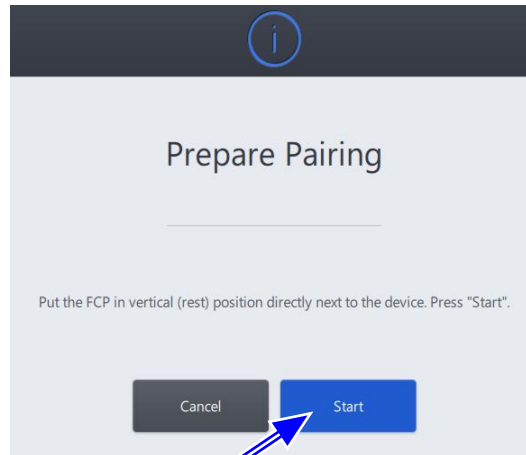 i
Prepare Pairing
Put the FCP in vertical (rest) position directly next to the device. Press "Start".
Cancel
Start